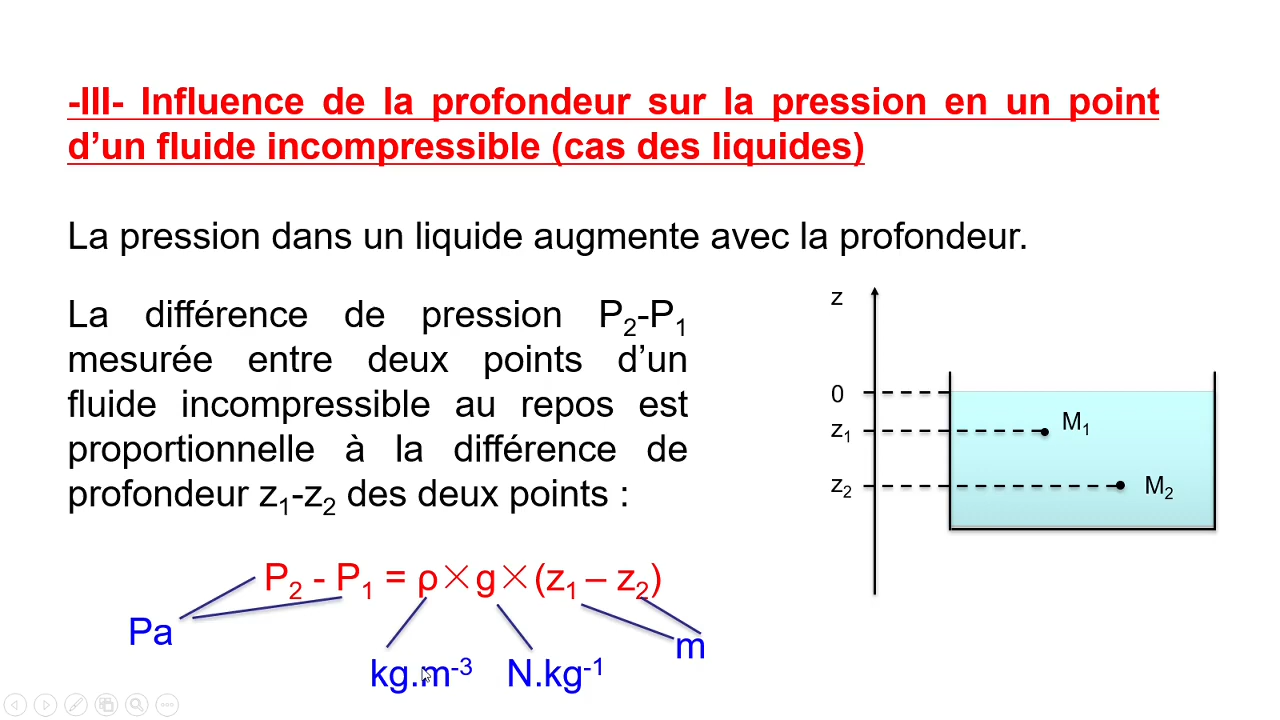 -III- Influence de la profondeur sur la pression en un point
d’un fluide incompressible (cas des liquides)
La pression dans un liquide augmente avec la profondeur.
La différence de pression P₂-P₁
mesurée entre deux points d’un
fluide incompressible au repos est
proportionnelle à la différence de
profondeur z₁-z₂ des deux points :
P₂ - P₁ = ρ×g×(z₁ – z₂)
Pa
kg.m⁻³
N.kg⁻¹
m
z
0
z₁
z₂
M₁
M₂